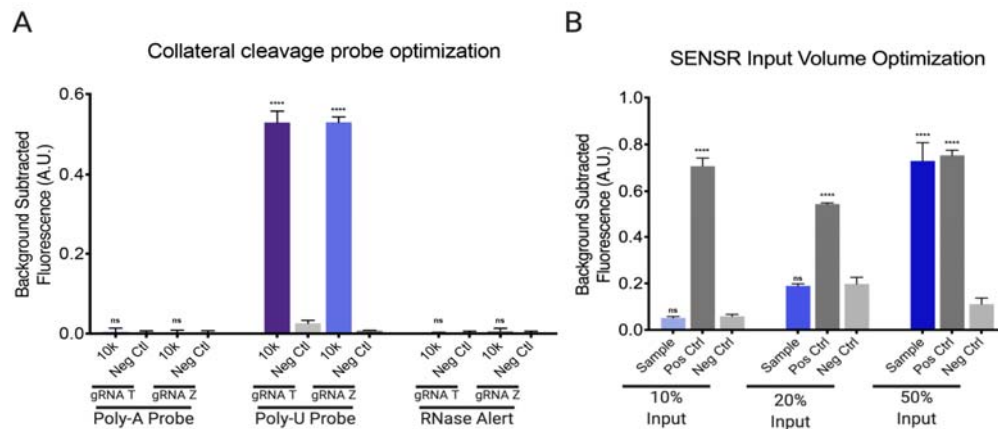 A
Collateral cleavage probe optimization
Background Subtracted
Fluorescence (A.U.)
0.6
0.4
0.2
0.0
ns
ns
****
****
ns
ns
10k
Neg Ctl
10k
Neg Ctl
10k
Neg Ctl
10k
Neg Ctl
10k
Neg Ctl
10k
Neg Ctl
gRNA T
gRNA Z
gRNA T
gRNA Z
gRNA T
gRNA Z
Poly-A Probe
Poly-U Probe
RNase Alert
B
SENSR Input Volume Optimization
Background Subtracted
Fluorescence (A.U.)
1.0
0.8
0.6
0.4
0.2
0.0
ns
****
ns
****
****
****
Sample
Pos Ctrl
Neg Ctrl
Sample
Pos Ctrl
Neg Ctrl
Sample
Pos Ctrl
Neg Ctrl
10%
Input
20%
Input
50%
Input